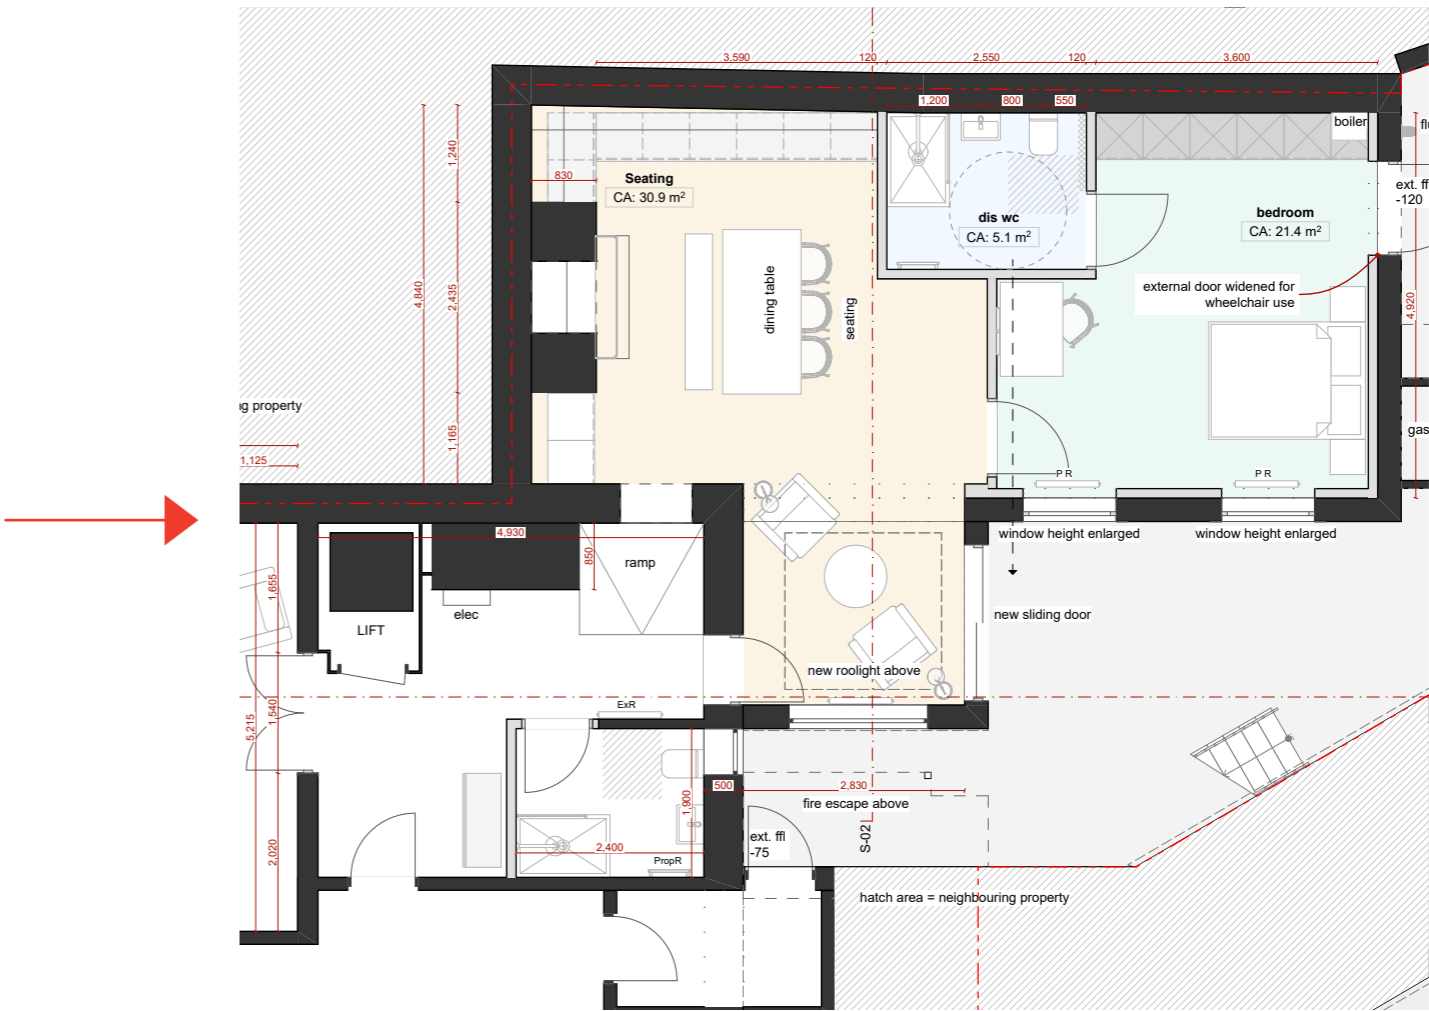 3,590
120
2,550
120
3,600
1,200
800
550
boiler
1,240
830
Seating
CA: 30.9 m²
dis wc
CA: 5.1 m²
bedroom
CA: 21.4 m²
ext. ff
-120
4,840
2,435
dining table
seating
external door widened for
wheelchair use
4,920
property
1,125
1,165
gas
PR
PR
4,930
850
ramp
window height enlarged
window height enlarged
1,655
elec
LIFT
new sliding door
new roolight above
5,215
1,540
ExR
500
2,830
1,900
fire escape above
S-02
ext. ffl
-75
2,020
2,400
PropR
hatch area = neighbouring property